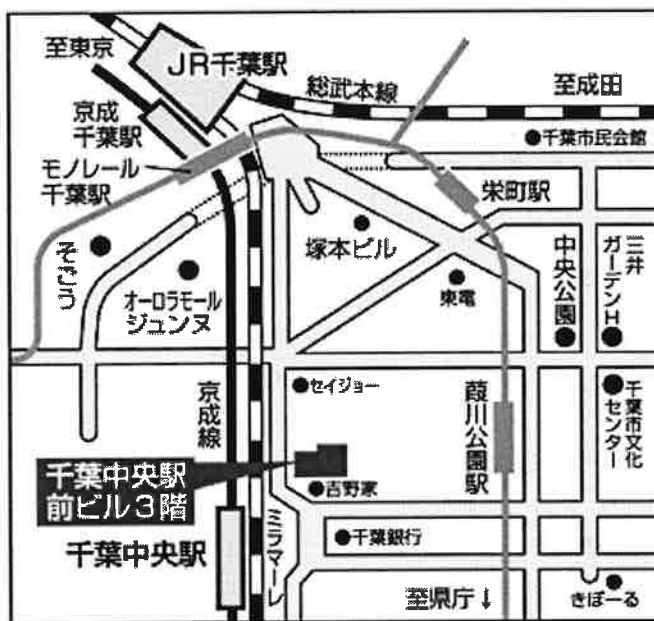 至東京
JR千葉駅
総武本線
至成田
京成
千葉駅
千葉市民会館
モノレール
千葉駅
栄町駅
塚本ビル
そごう
オーロラモール
ジュンヌ
東電
中央公園
三井
ガーデンH
セイジョー
京成線
葭川公園駅
千葉市文化
センター
千葉中央駅
前ビル3階
吉野家
千葉中央駅
ミラマーレ
千葉銀行
至県庁↓
きぼーる